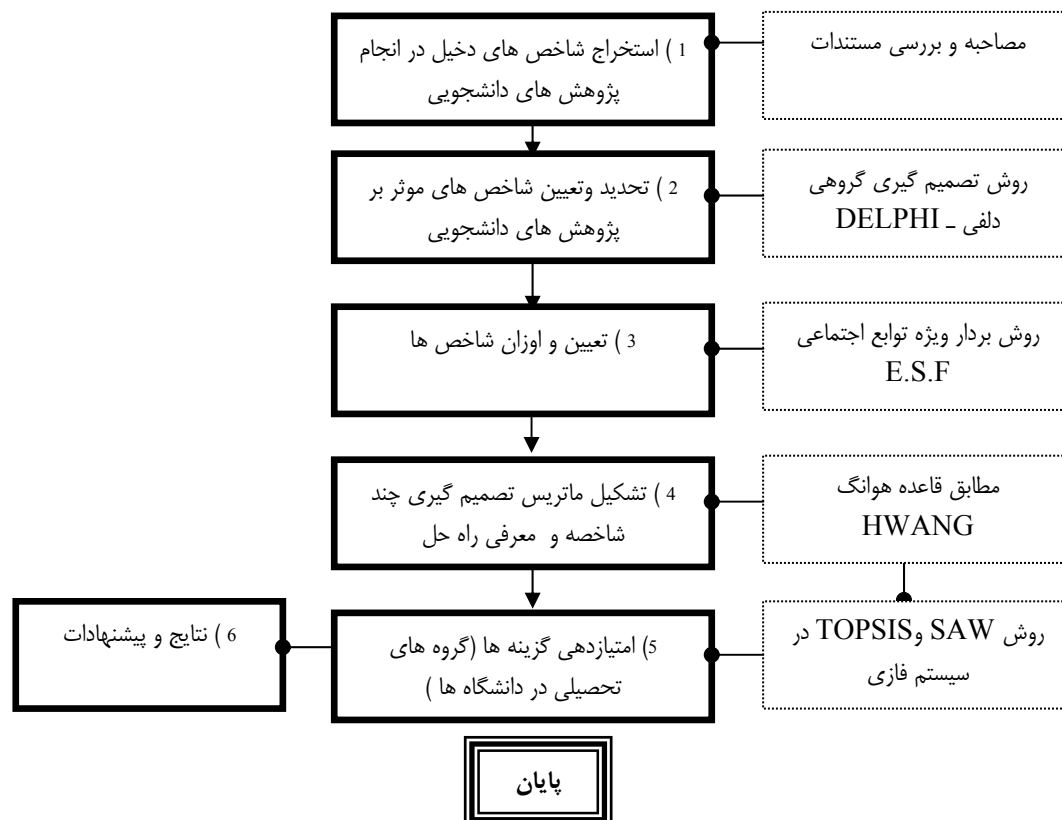 1 ) استخراج شاخص های دخیل در انجام
پژوهش های دانشجویی
مصاحبه و بررسی مستندات
2 ) تحدید وتعیین شاخص های موثر بر
پژوهش های دانشجویی
روش تصمیم گیری گروهی
دلفی ـ DELPHI
3 ) تعیین و اوزان شاخص ها
روش بردار ویژه توابع اجتماعی
E.S.F
4 ) تشکیل ماتریس تصمیم گیری چند
شاخصه و معرفی راه حل
مطابق قاعده هوانگ
HWANG
5) امتیازدهی گزینه ها (گروه های
تحصیلی در دانشگاه ها )
روش SAW وTOPSIS در
سیستم فازی
6 ) نتایج و پیشنهادات
پایان